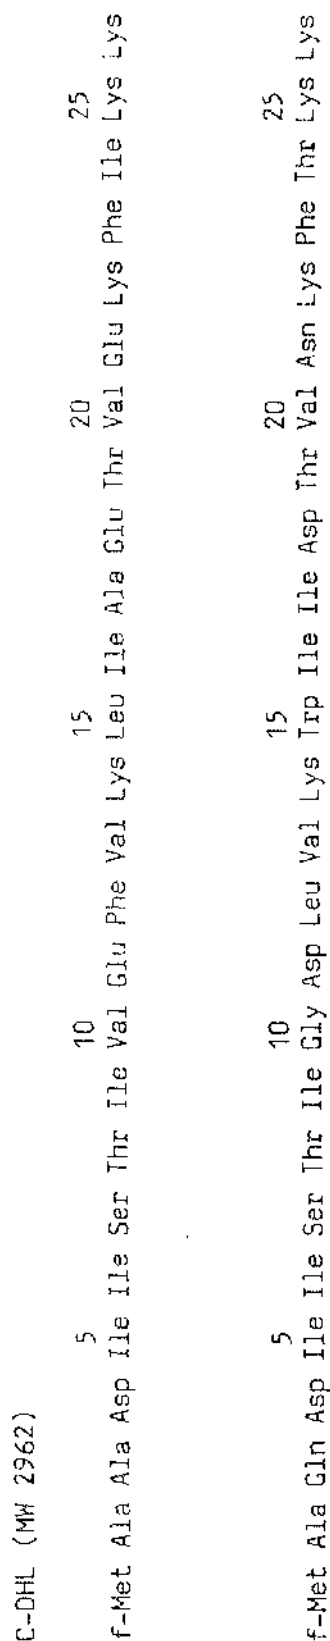 C-DHL (MW 2962)
5 10 15 20 25
f-Met Ala Ala Asp Ile Ile Ser Thr Ile Val Glu Phe Val Lys Leu Ile Ala Glu Thr Val Glu Lys Phe Ile Lys Lys
5 10 15 20 25
f-Met Ala Gln Asp Ile Ile Ser Thr Ile Gly Asp Leu Val Lys Trp Ile Ile Asp Thr Val Asn Lys Phe Thr Lys Lys